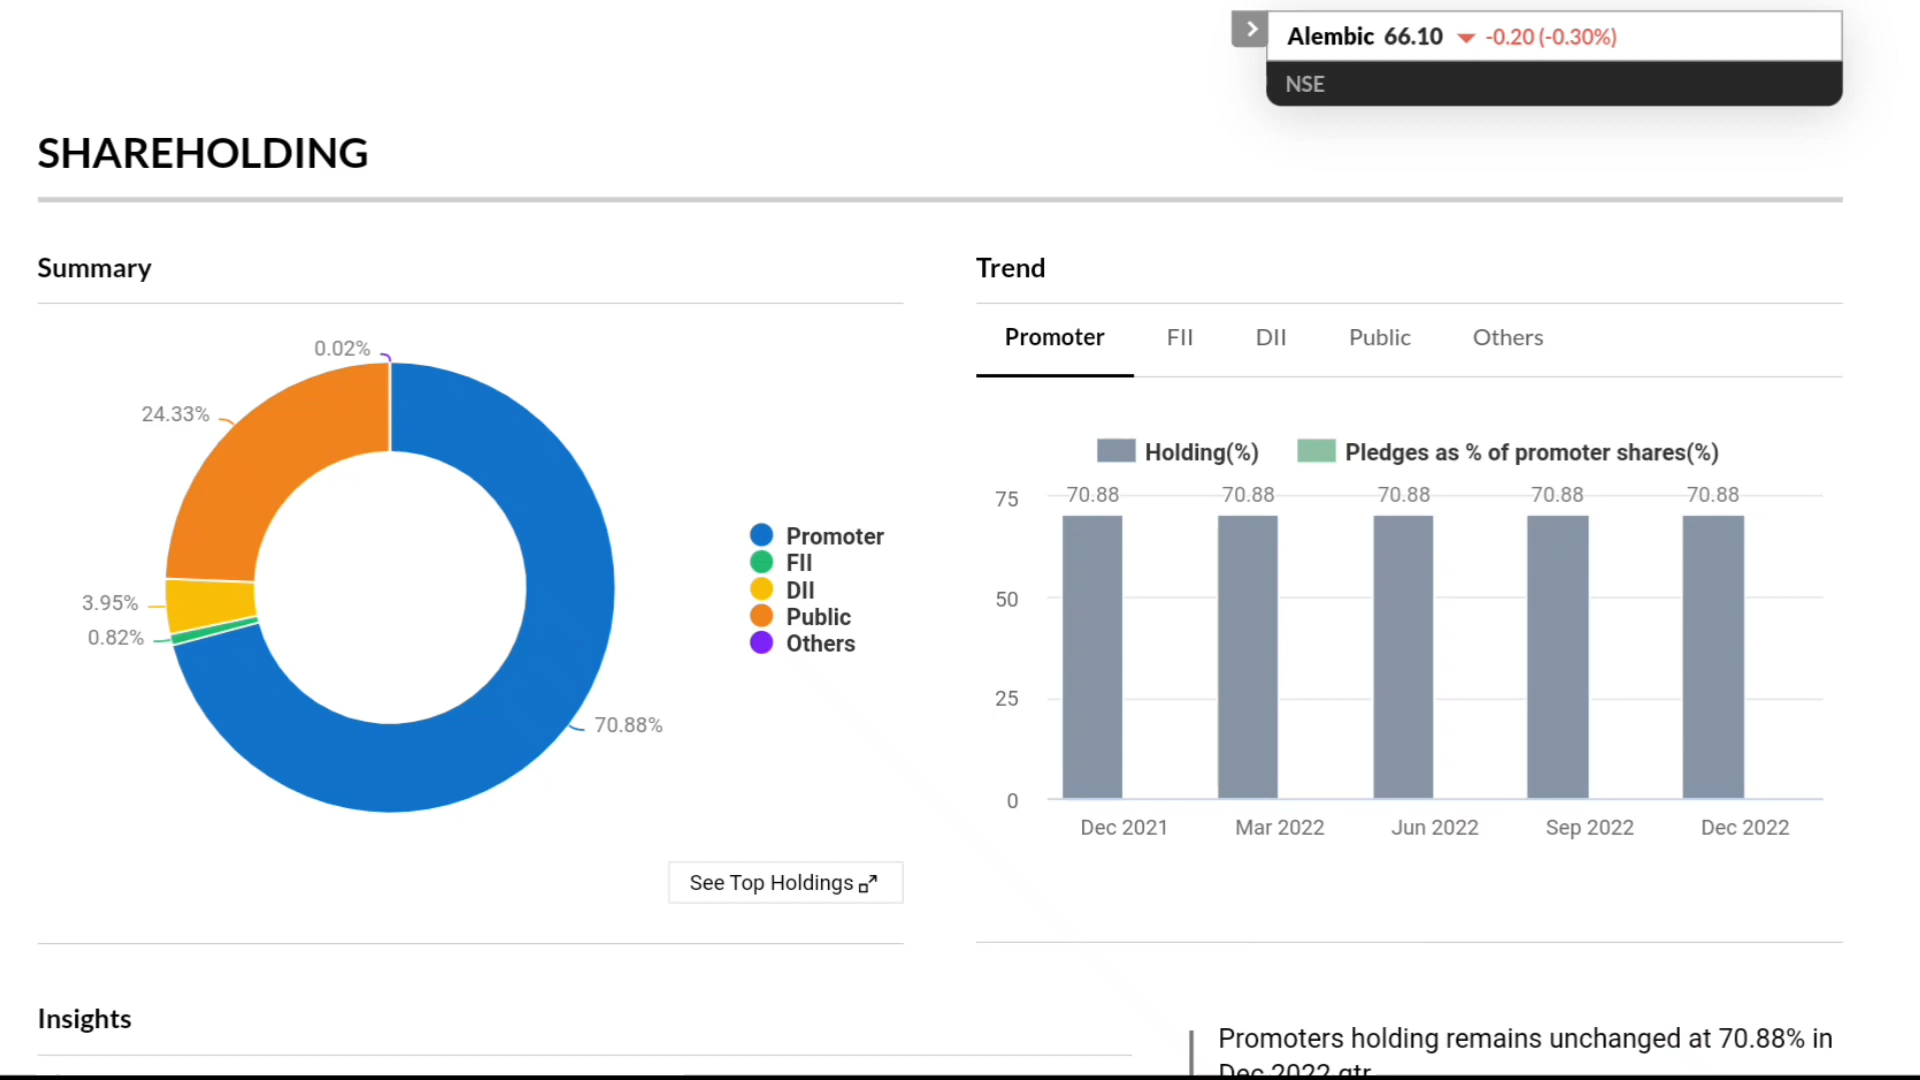 Alembic 66.10 -0.20 (-0.30%)
NSE
SHAREHOLDING
Summary
0.02%
24.33%
3.95%
0.82%
70.88%
Promoter
FII
DII
Public
Others
See Top Holdings
Trend
Promoter FII DII Public Others
Holding(%) Pledges as % of promoter shares(%)
70.88 70.88 70.88 70.88 70.88
75
50
25
0
Dec 2021 Mar 2022 Jun 2022 Sep 2022 Dec 2022
Insights
Promoters holding remains unchanged at 70.88% in
Dec 2022 qtr